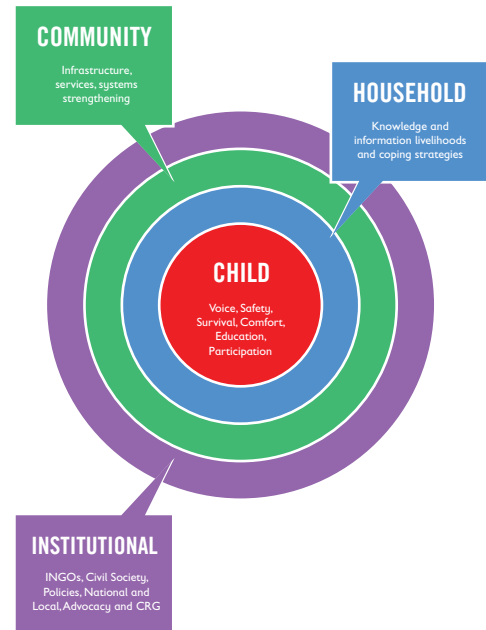 COMMUNITY
Infrastructure,
services, systems
strengthening
HOUSEHOLD
Knowledge and
information livelihoods
and coping strategies
CHILD
Voice, Safety,
Survival, Comfort,
Education,
Participation
INSTITUTIONAL
INGOs, Civil Society,
Policies, National and
Local, Advocacy and CRG